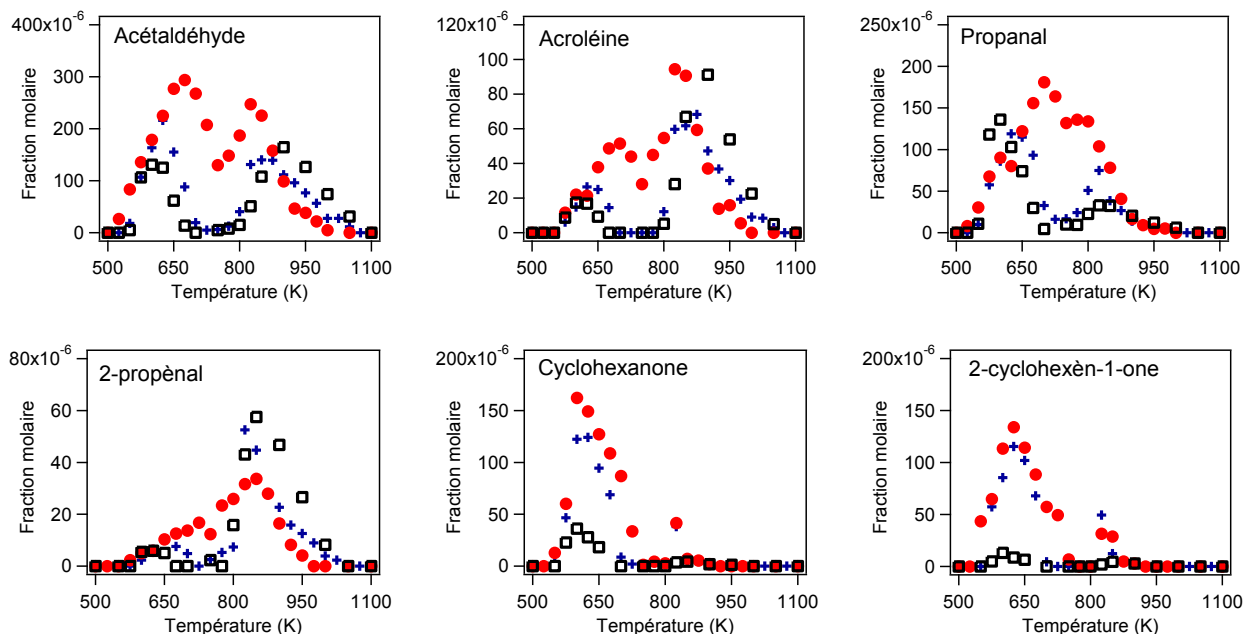 400x10-6
300
200
100
0
Fraction molaire
Acétaldéhyde
500 650 800 950 1100
Température (K)
120x10-6
100
80
60
40
20
0
Fraction molaire
Acroléine
500 650 800 950 1100
Température (K)
250x10-6
200
150
100
50
0
Fraction molaire
Propanal
500 650 800 950 1100
Température (K)
80x10-6
60
40
20
0
Fraction molaire
2-propènal
500 650 800 950 1100
Température (K)
200x10-6
150
100
50
0
Fraction molaire
Cyclohexanone
500 650 800 950 1100
Température (K)
200x10-6
150
100
50
0
Fraction molaire
2-cyclohexèn-1-one
500 650 800 950 1100
Température (K)